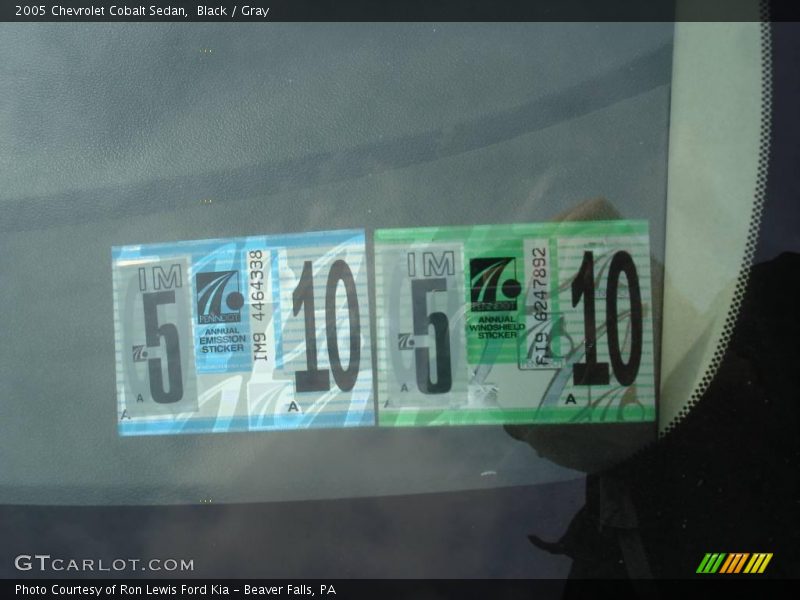 2005 Chevrolet Cobalt Sedan,  Black / Gray
IM
5
A
A
PENNDOT
ANNUAL
EMISSION
STICKER
IM9 4464338
10
A
IM
5
A
A
PENNDOT
ANNUAL
WINDSHIELD
STICKER
FI9 6247892
10
A
GTCARLOT.COM
Photo Courtesy of Ron Lewis Ford Kia – Beaver Falls, PA